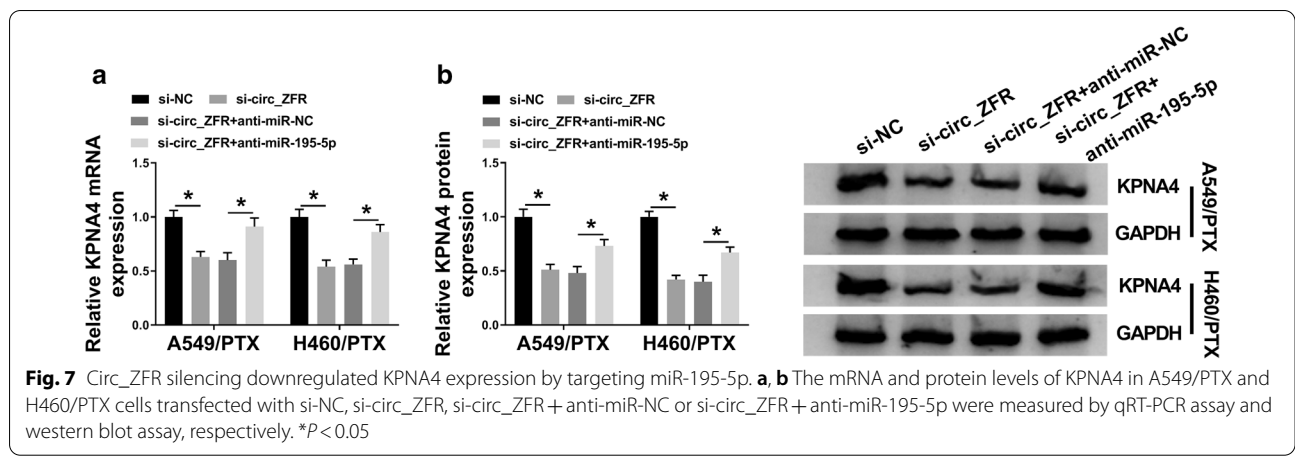 a
si-NC si-circ_ZFR
si-circ_ZFR+anti-miR-NC
si-circ_ZFR+anti-miR-195-5p
Relative KPNA4 mRNA
expression
1.5
1.0
0.5
0.0
* * * *
A549/PTX H460/PTX
b
si-NC si-circ_ZFR
si-circ_ZFR+anti-miR-NC
si-circ_ZFR+anti-miR-195-5p
Relative KPNA4 protein
expression
1.5
1.0
0.5
0.0
* * * *
A549/PTX H460/PTX
si-NC
si-circ_ZFR
si-circ_ZFR+anti-miR-NC
si-circ_ZFR+
anti-miR-195-5p
KPNA4
GAPDH
A549/PTX
KPNA4
GAPDH
H460/PTX
Fig. 7 Circ_ZFR silencing downregulated KPNA4 expression by targeting miR-195-5p. a, b The mRNA and protein levels of KPNA4 in A549/PTX and
H460/PTX cells transfected with si-NC, si-circ_ZFR, si-circ_ZFR + anti-miR-NC or si-circ_ZFR + anti-miR-195-5p were measured by qRT-PCR assay and
western blot assay, respectively. *P < 0.05